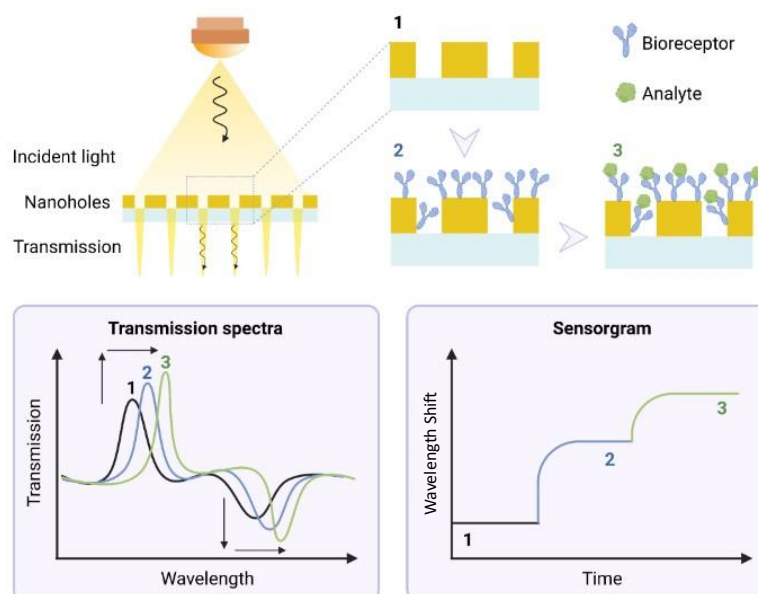 Incident light
Nanoholes
Transmission
1
Bioreceptor
Analyte
2
3
Transmission spectra
1
2
3
Transmission
Wavelength
Sensorgram
1
2
3
Wavelength Shift
Time